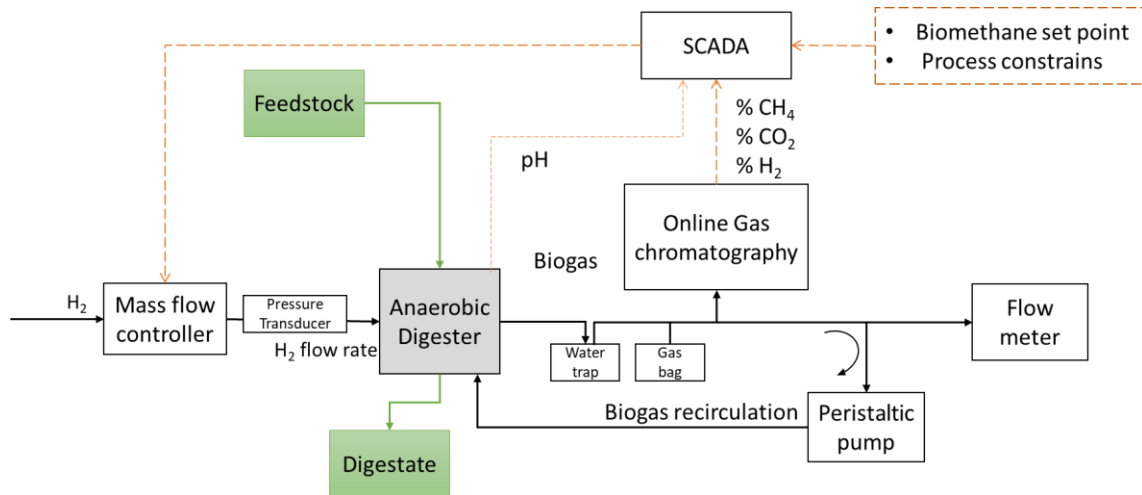 SCADA
• Biomethane set point
• Process constrains
Feedstock
% CH₄
% CO₂
% H₂
pH
Online Gas
chromatography
Biogas
H₂
Mass flow
controller
Pressure
Transducer
H₂ flow rate
Anaerobic
Digester
Water
trap
Gas
bag
Flow
meter
Biogas recirculation
Peristaltic
pump
Digestate